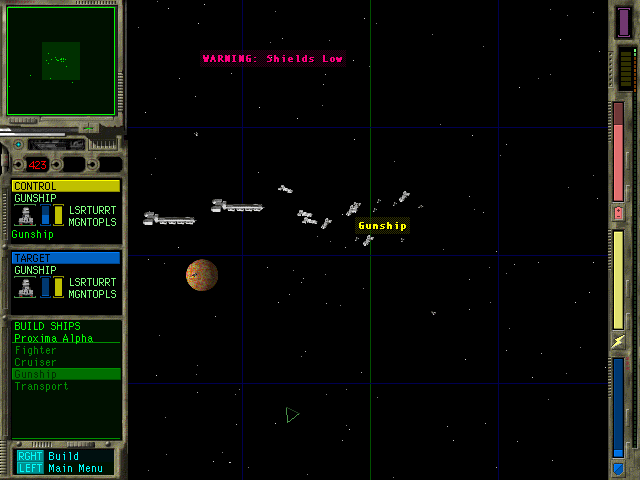 WARNING: Shields Low
423
CONTROL
GUNSHIP
LSRTURRT
MGNTOPLS
Gunship
Gunship
TARGET
GUNSHIP
LSRTURRT
MGNTOPLS
BUILD SHIPS
Proxima Alpha
Fighter
Cruiser
Gunship
Transport
RGHT Build
LEFT Main Menu